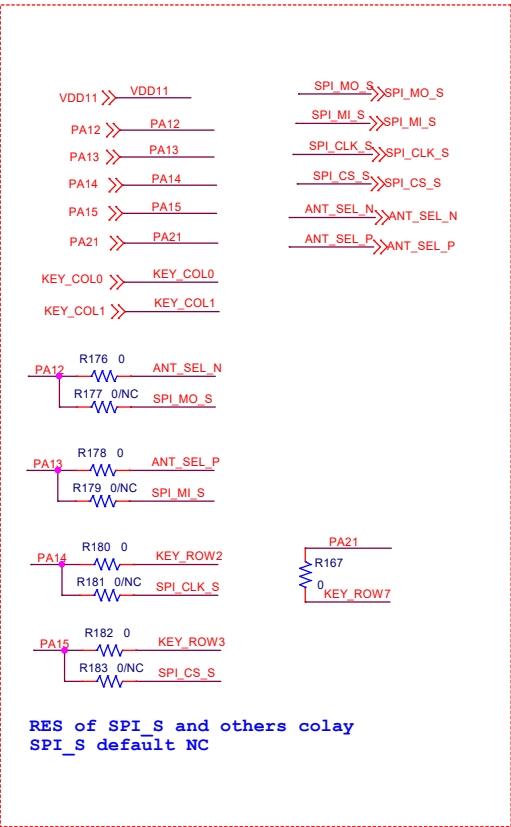 VDD11 VDD11
PA12 PA12
PA13 PA13
PA14 PA14
PA15 PA15
PA21 PA21
KEY_COL0 KEY_COL0
KEY_COL1 KEY_COL1
SPI_MO_S SPI_MO_S
SPI_MI_S SPI_MI_S
SPI_CLK_S SPI_CLK_S
SPI_CS_S SPI_CS_S
ANT_SEL_N ANT_SEL_N
ANT_SEL_P ANT_SEL_P
R176 0
PA12 ANT_SEL_N
R177 0/NC
SPI_MO_S
R178 0
PA13 ANT_SEL_P
R179 0/NC
SPI_MI_S
R180 0
PA14 KEY_ROW2
R181 0/NC
SPI_CLK_S
R182 0
PA15 KEY_ROW3
R183 0/NC
SPI_CS_S
PA21
R167
0
KEY_ROW7
RES of SPI_S and others colay
SPI_S default NC